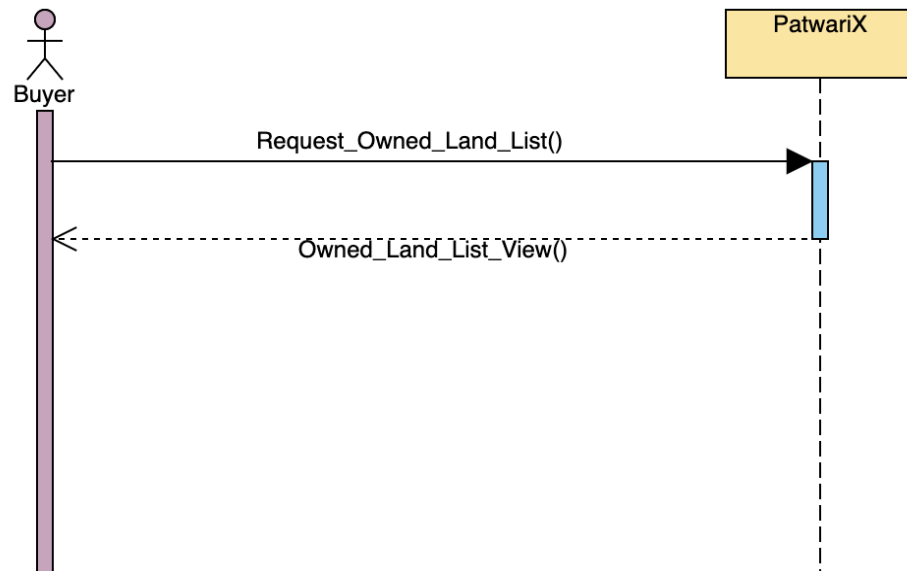 PatwariX
Buyer
Request_Owned_Land_List()
Owned_Land_List_View()